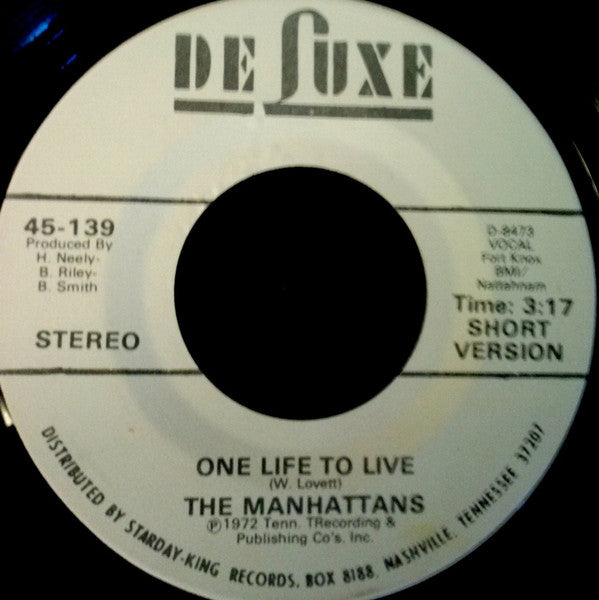 DE LUXE
45-139
Produced By
H. Neely-
B. Riley-
B. Smith
STEREO
D-8473
VOCAL
Fort Knox
BMI/
Nattahnam
Time: 3:17
SHORT
VERSION
ONE LIFE TO LIVE
(W. Lovett)
THE MANHATTANS
℗1972 Tenn. TRecording &
Publishing Co's. Inc.
DISTRIBUTED BY STARDAY-KING RECORDS, BOX 8188, NASHVILLE, TENNESSEE 37207